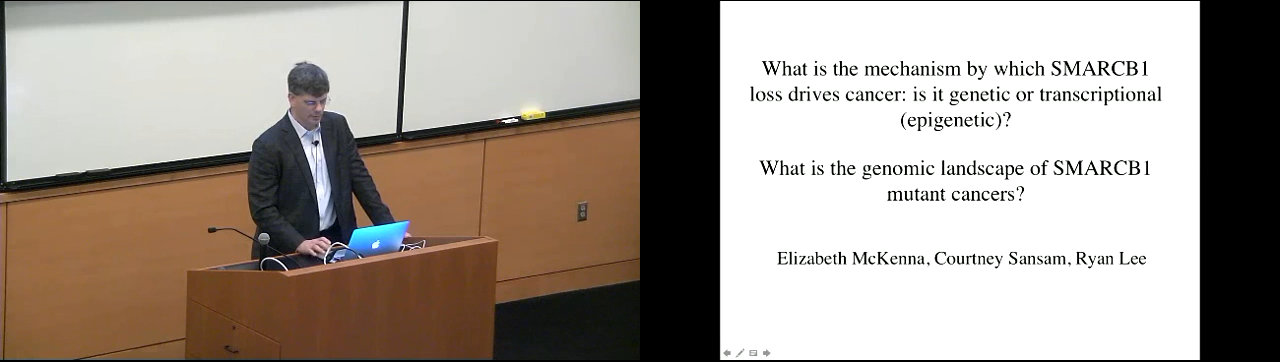 What is the mechanism by which SMARCB1
loss drives cancer: is it genetic or transcriptional
(epigenetic)?
What is the genomic landscape of SMARCB1
mutant cancers?
Elizabeth McKenna, Courtney Sansam, Ryan Lee